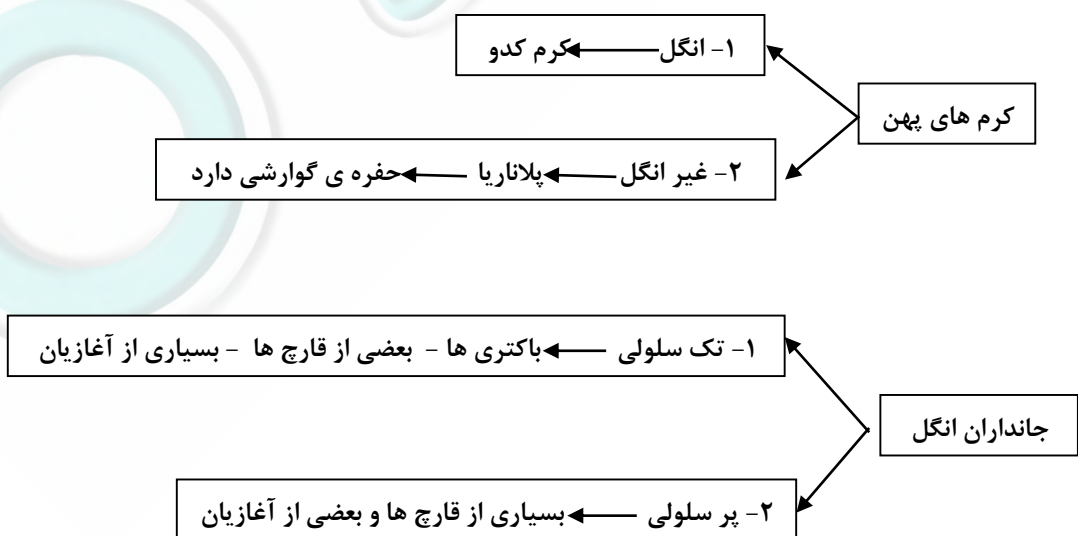 ۱- انگل کرم کدو
کرم های پهن
۲- غیر انگل پلاناریا حفره ی گوارشی دارد
۱- تک سلولی باکتری ها - بعضی از قارچ ها - بسیاری از آغازیان
جانداران انگل
۲- پر سلولی بسیاری از قارچ ها و بعضی از آغازیان